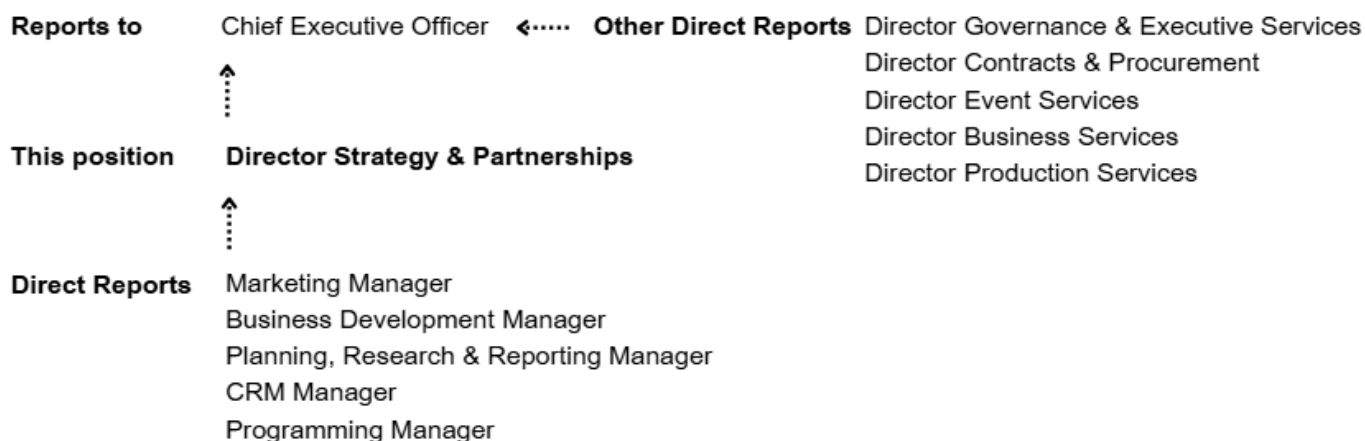 Reports to Chief Executive Officer Other Direct Reports Director Governance & Executive Services
Director Contracts & Procurement
Director Event Services
Director Business Services
This position Director Strategy & Partnerships
Director Production Services
Direct Reports Marketing Manager
Business Development Manager
Planning, Research & Reporting Manager
CRM Manager
Programming Manager